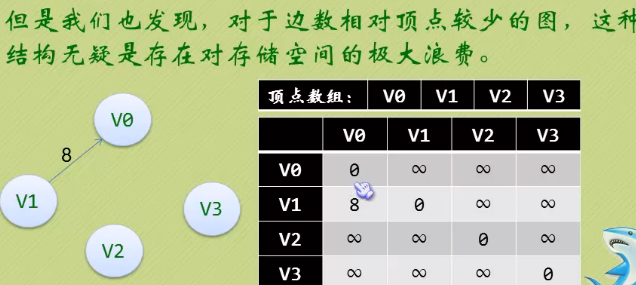 但是我们也发现，对于边数相对顶点较少的图，这种
结构无疑是存在对存储空间的极大浪费。
顶点数组： V0 V1 V2 V3
V0 V1 V2 V3
V0 0 ∞ ∞ ∞
V1 8 0 ∞ ∞
V2 ∞ ∞ 0 ∞
V3 ∞ ∞ ∞ 0
V0
8
V1
V3
V2